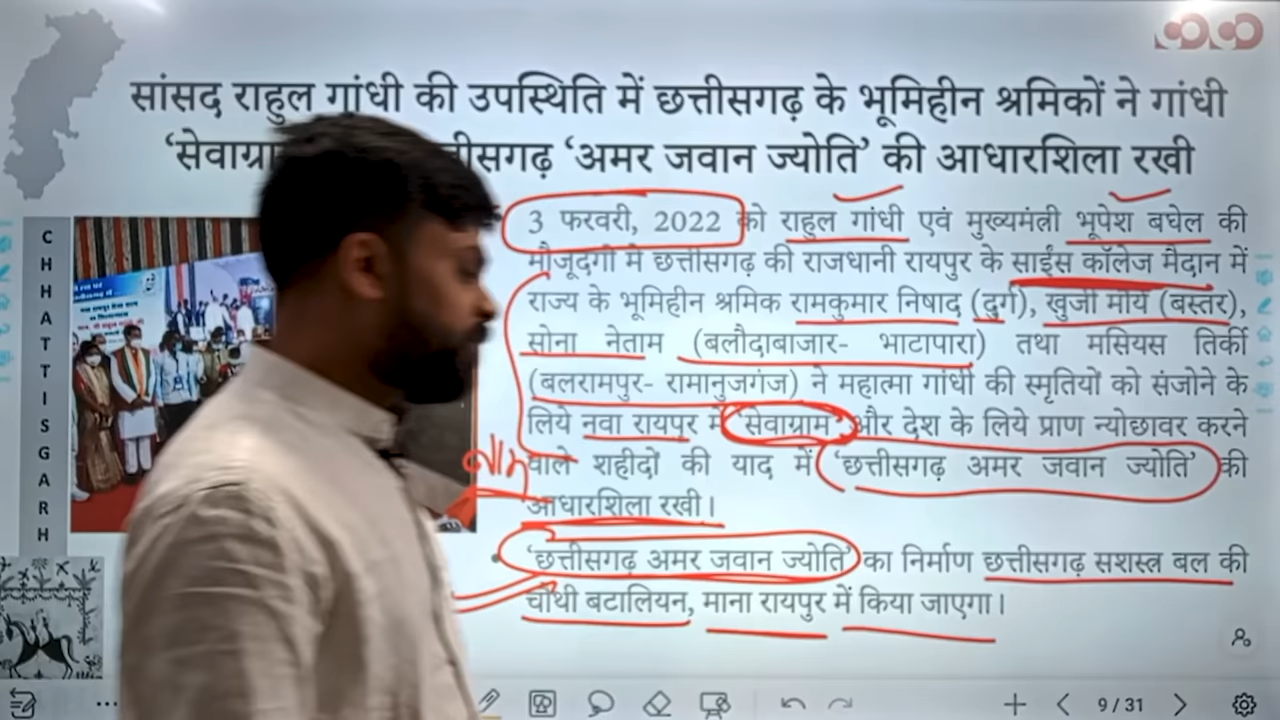 सांसद राहुल गांधी की उपस्थिति में छत्तीसगढ़ के भूमिहीन श्रमिकों ने गांधी
‘सेवाग्रा तीसगढ़ ‘अमर जवान ज्योति’ की आधारशिला रखी
CHHATTISGARH
3 फरवरी, 2022 को राहुल गांधी एवं मुख्यमंत्री भूपेश बघेल की
मौजूदगी में छत्तीसगढ़ की राजधानी रायपुर के साईंस कॉलेज मैदान में
राज्य के भूमिहीन श्रमिक रामकुमार निषाद (दुर्ग), खुजी मौर्य (बस्तर),
सोना नेताम (बलौदाबाजार- भाटापारा) तथा मसियस तिर्की
(बलरामपुर- रामानुजगंज) ने महात्मा गांधी की स्मृतियों को संजोने के
लिये नवा रायपुर में ‘सेवाग्राम’ और देश के लिये प्राण न्योछावर करने
वाले शहीदों की याद में ‘छत्तीसगढ़ अमर जवान ज्योति’ की
आधारशिला रखी।
• ‘छत्तीसगढ़ अमर जवान ज्योति’ का निर्माण छत्तीसगढ़ सशस्त्र बल की
चौथी बटालियन, माना रायपुर में किया जाएगा।
9 / 31